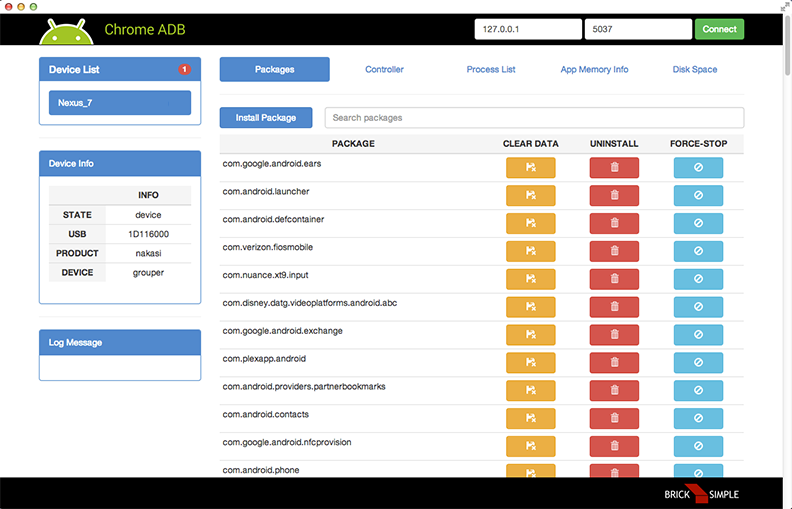 Chrome ADB
127.0.0.1
5037
Connect
Device List 1
Nexus_7
Device Info
INFO
STATE device
USB 1D116000
PRODUCT nakasi
DEVICE grouper
Log Message
Packages Controller Process List App Memory Info Disk Space
Install Package Search packages
PACKAGE CLEAR DATA UNINSTALL FORCE-STOP
com.google.android.ears
com.android.launcher
com.android.defcontainer
com.verizon.fiosmobile
com.nuance.xt9.input
com.disney.datg.videoplatforms.android.abc
com.google.android.exchange
com.plexapp.android
com.android.providers.partnerbookmarks
com.android.contacts
com.google.android.nfcprovision
com.android.phone
BRICK SIMPLE